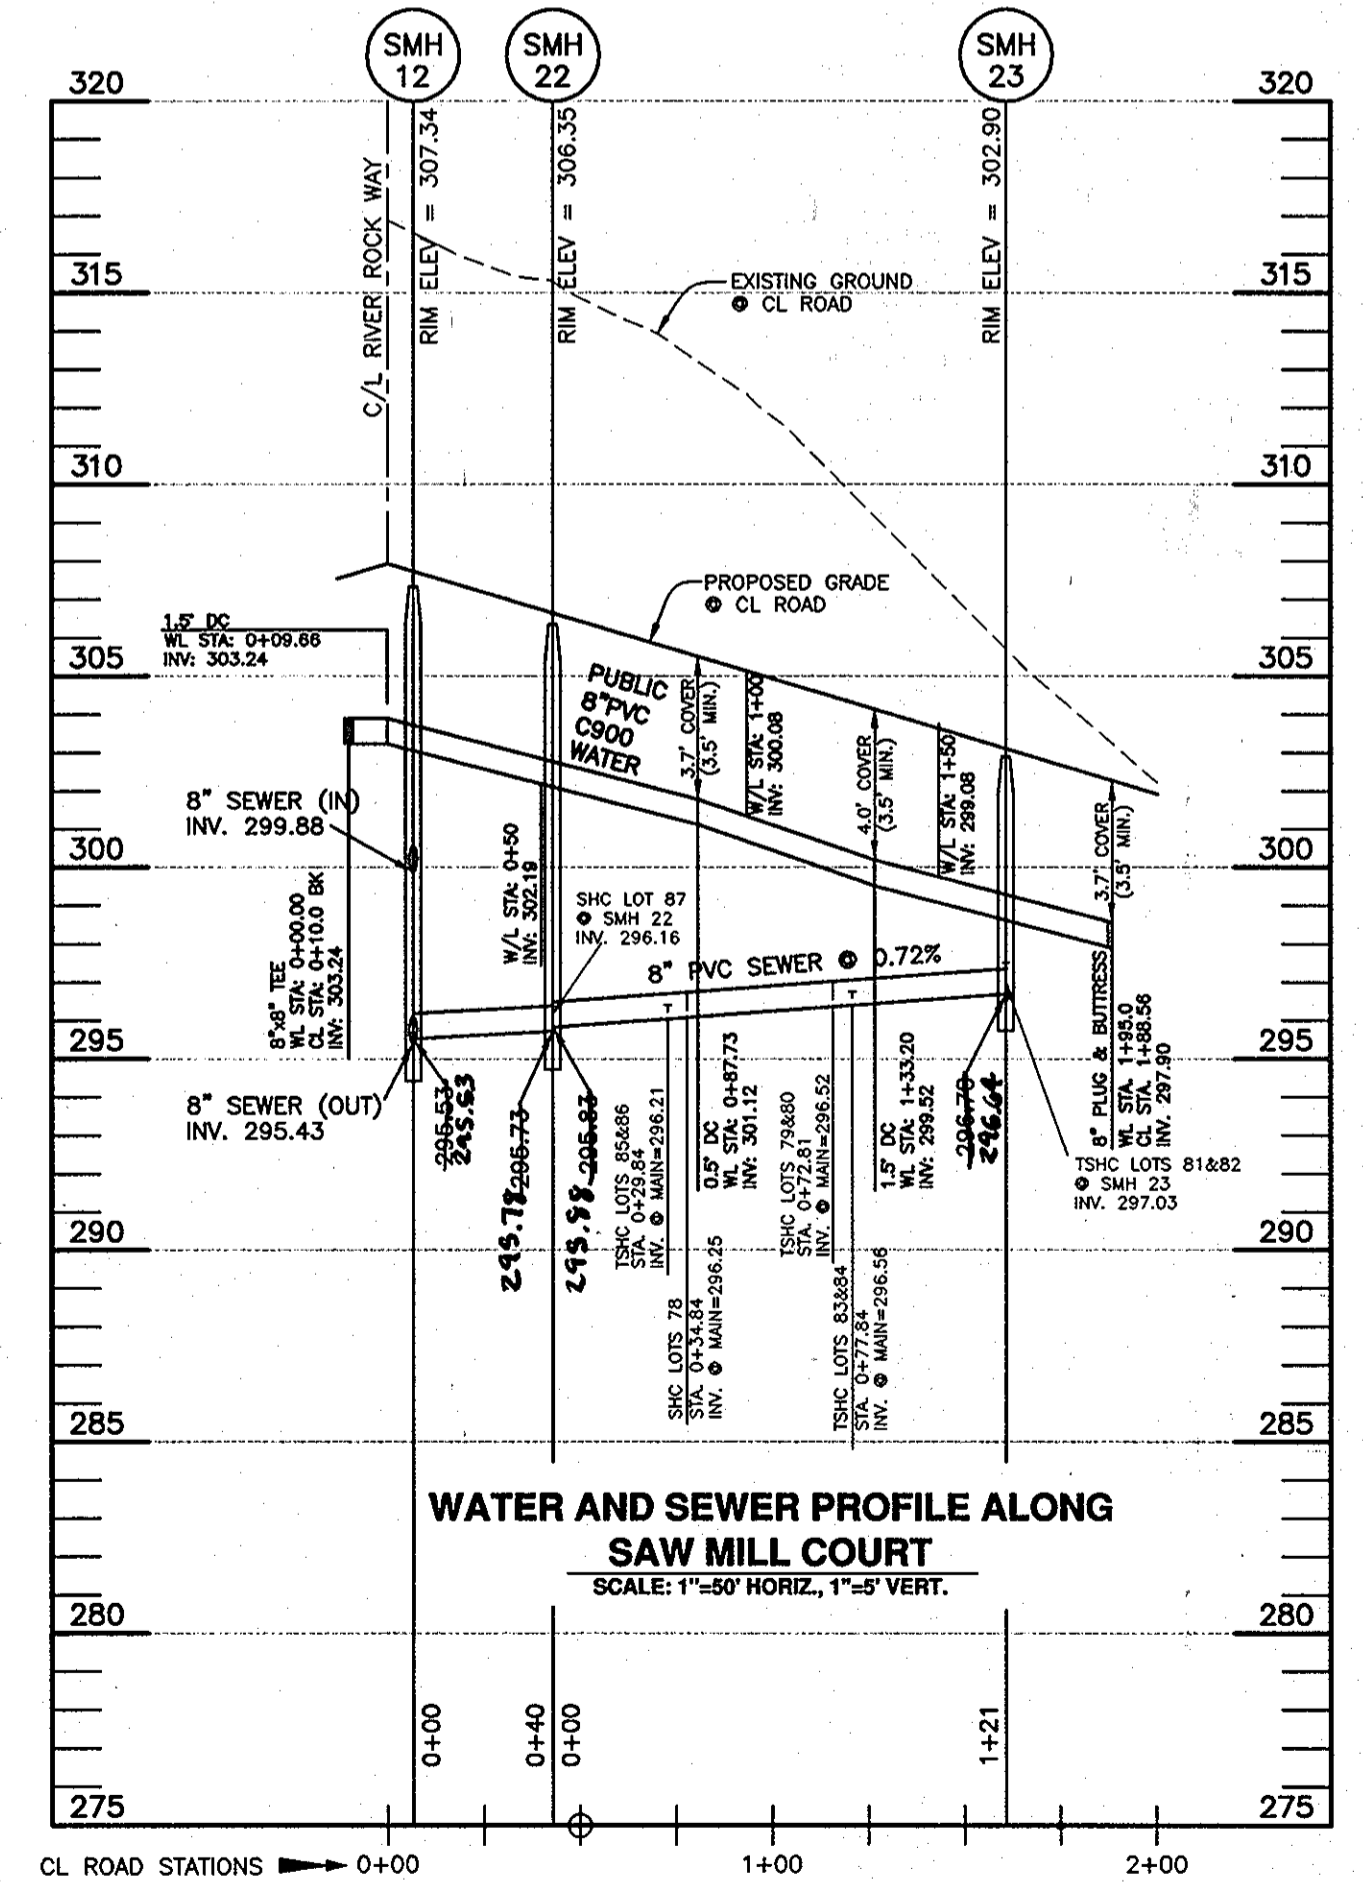 SMH
12
SMH
22
SMH
23
320
320
C/L RIVER ROCK WAY
RIM ELEV = 307.34
RIM ELEV = 306.35
RIM ELEV = 302.90
315
315
EXISTING GROUND
@ CL ROAD
310
310
PROPOSED GRADE
@ CL ROAD
1.5' DC
WL STA: 0+09.66
INV: 303.24
305
305
PUBLIC
8"PVC
C900
WATER
3.7' COVER
(3.5' MIN.)
W/L STA: 1+00
INV: 300.08
4.0' COVER
(3.5' MIN.)
W/L STA: 1+50
INV: 299.08
3.7' COVER
(3.5' MIN.)
8" SEWER (IN)
INV. 299.88
300
300
8"x8" TEE
WL STA: 0+00.00
CL STA: 0+10.0 BK
INV: 303.24
W/L STA: 0+50
INV: 302.19
SHC LOT 87
@ SMH 22
INV. 296.16
8" PVC SEWER @ 0.72%
295
295
8" SEWER (OUT)
INV. 295.43
295.53
295.53
295.73
295.78
295.83
295.88
TSHC LOTS 85&86
STA. 0+29.84
INV. @ MAIN=296.21
0.5' DC
WL STA: 0+87.73
INV: 301.12
TSHC LOTS 79&80
STA. 0+72.81
INV. @ MAIN=296.52
1.5' DC
WL STA: 1+33.20
INV: 299.52
296.70
296.64
8" PLUG & BUTTRESS
WL STA. 1+95.0
CL STA. 1+88.56
INV. 297.90
TSHC LOTS 81&82
@ SMH 23
INV. 297.03
290
290
SHC LOTS 78
STA. 0+34.84
INV. @ MAIN=296.25
TSHC LOTS 83&84
STA. 0+77.84
INV. @ MAIN=296.56
285
285
WATER AND SEWER PROFILE ALONG
SAW MILL COURT
SCALE: 1"=50' HORIZ., 1"=5' VERT.
280
280
0+00
0+40
0+00
1+21
275
275
CL ROAD STATIONS
0+00
1+00
2+00